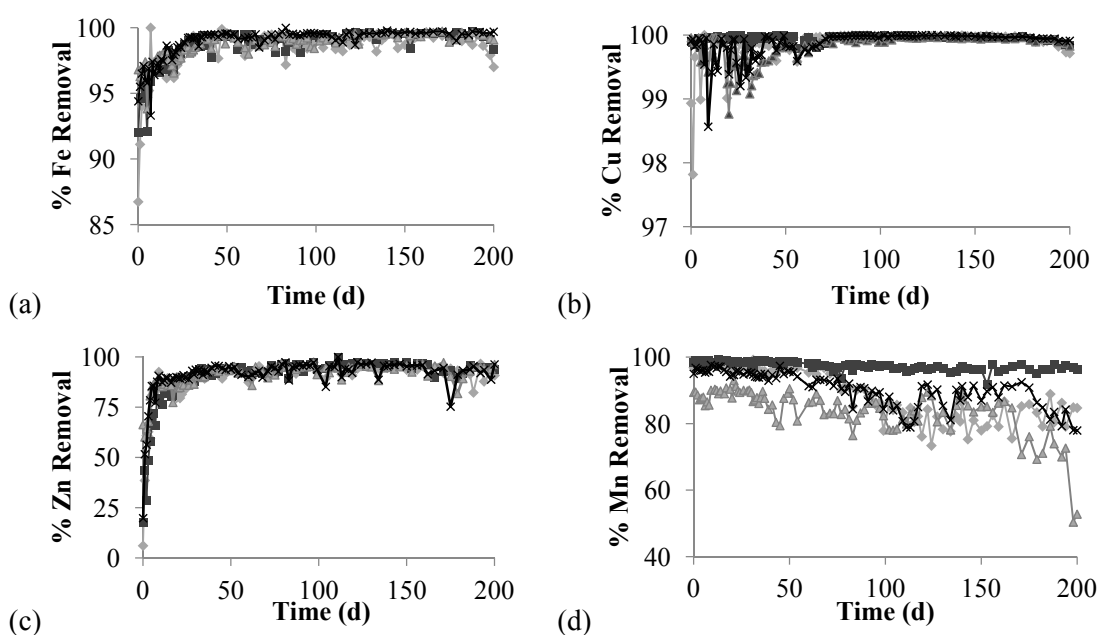 100
95
90
85
% Fe Removal
0 50 100 150 200
Time (d)
(a)
100
99
98
97
% Cu Removal
0 50 100 150 200
Time (d)
(b)
100
75
50
25
0
% Zn Removal
0 50 100 150 200
Time (d)
(c)
100
80
60
40
% Mn Removal
0 50 100 150 200
Time (d)
(d)